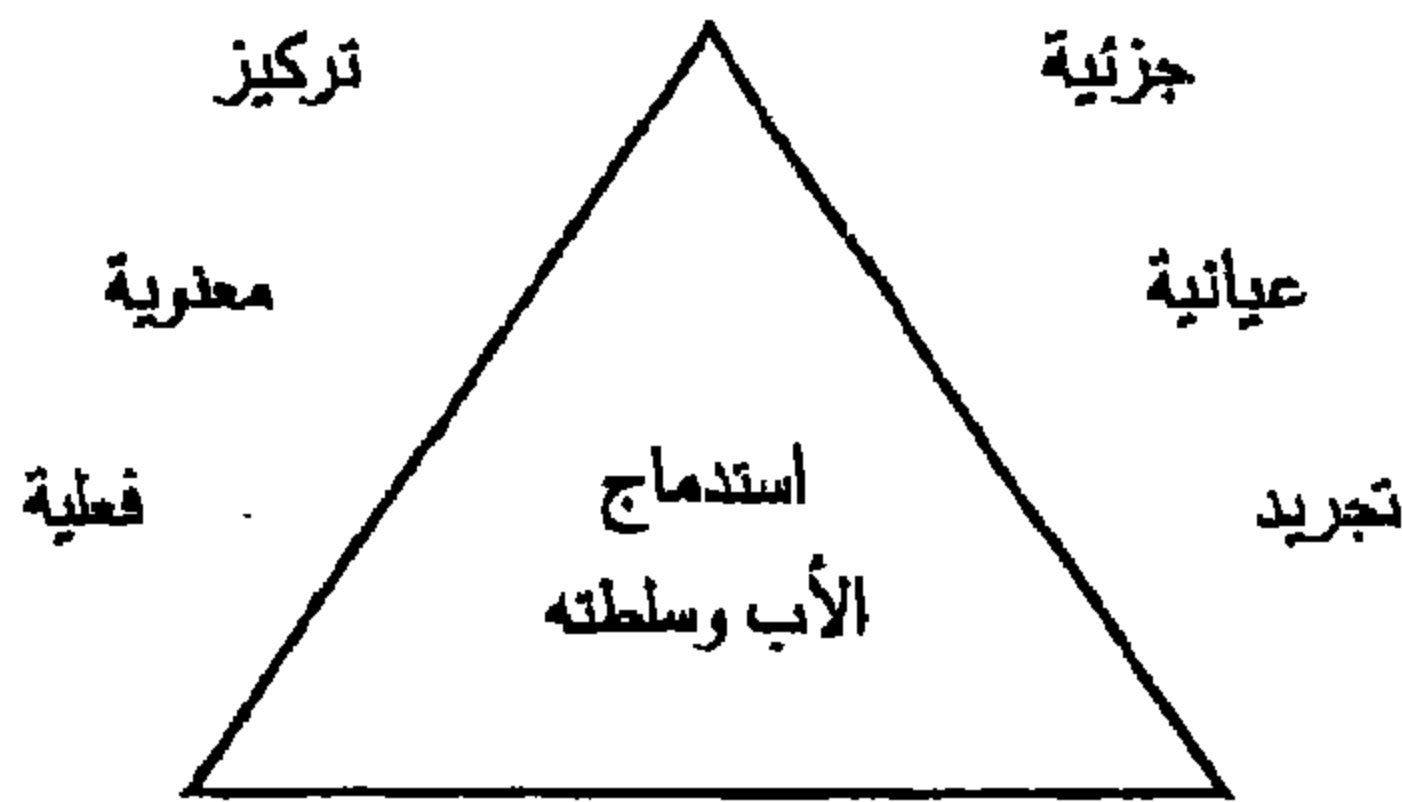 جزئية
تركيز
عيانية
معنوية
تجريد
فعلية
استدماج
الأب وسلطته